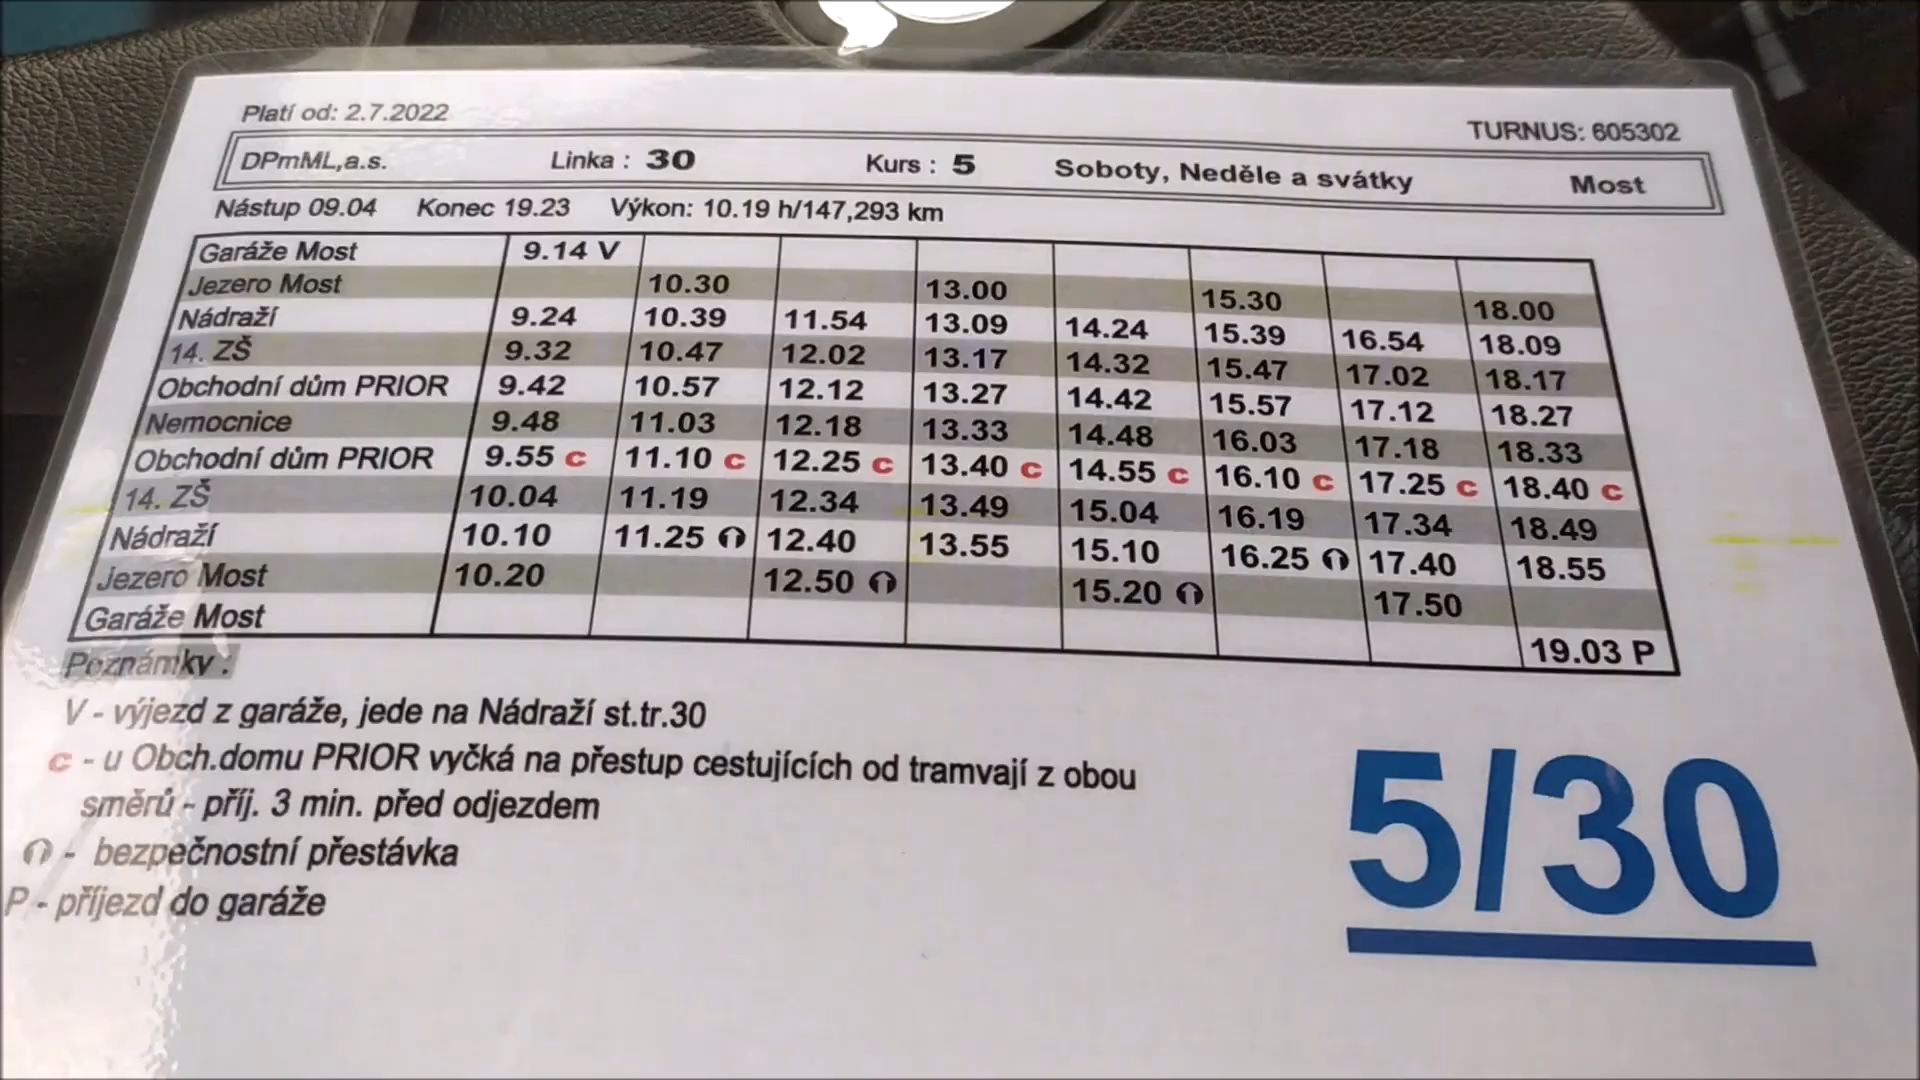 Platí od: 2.7.2022
TURNUS: 605302
DPmML,a.s. Linka : 30 Kurs : 5 Soboty, Neděle a svátky Most
Nástup 09.04 Konec 19.23 Výkon: 10.19 h/147,293 km
Garáže Most 9.14 V
Jezero Most 10.30 13.00 15.30 18.00
Nádraží 9.24 10.39 11.54 13.09 14.24 15.39 16.54 18.09
14. ZŠ 9.32 10.47 12.02 13.17 14.32 15.47 17.02 18.17
Obchodní dům PRIOR 9.42 10.57 12.12 13.27 14.42 15.57 17.12 18.27
Nemocnice 9.48 11.03 12.18 13.33 14.48 16.03 17.18 18.33
Obchodní dům PRIOR 9.55 c 11.10 c 12.25 c 13.40 c 14.55 c 16.10 c 17.25 c 18.40 c
14. ZŠ 10.04 11.19 12.34 13.49 15.04 16.19 17.34 18.49
Nádraží 10.10 11.25 12.40 13.55 15.10 16.25 17.40 18.55
Jezero Most 10.20 12.50 15.20 17.50
Garáže Most 19.03 P
Poznámky :
V - výjezd z garáže, jede na Nádraží st.tr.30
c - u Obch.domu PRIOR vyčká na přestup cestujících od tramvají z obou
směrů - příj. 3 min. před odjezdem
- bezpečnostní přestávka
P - příjezd do garáže
5/30